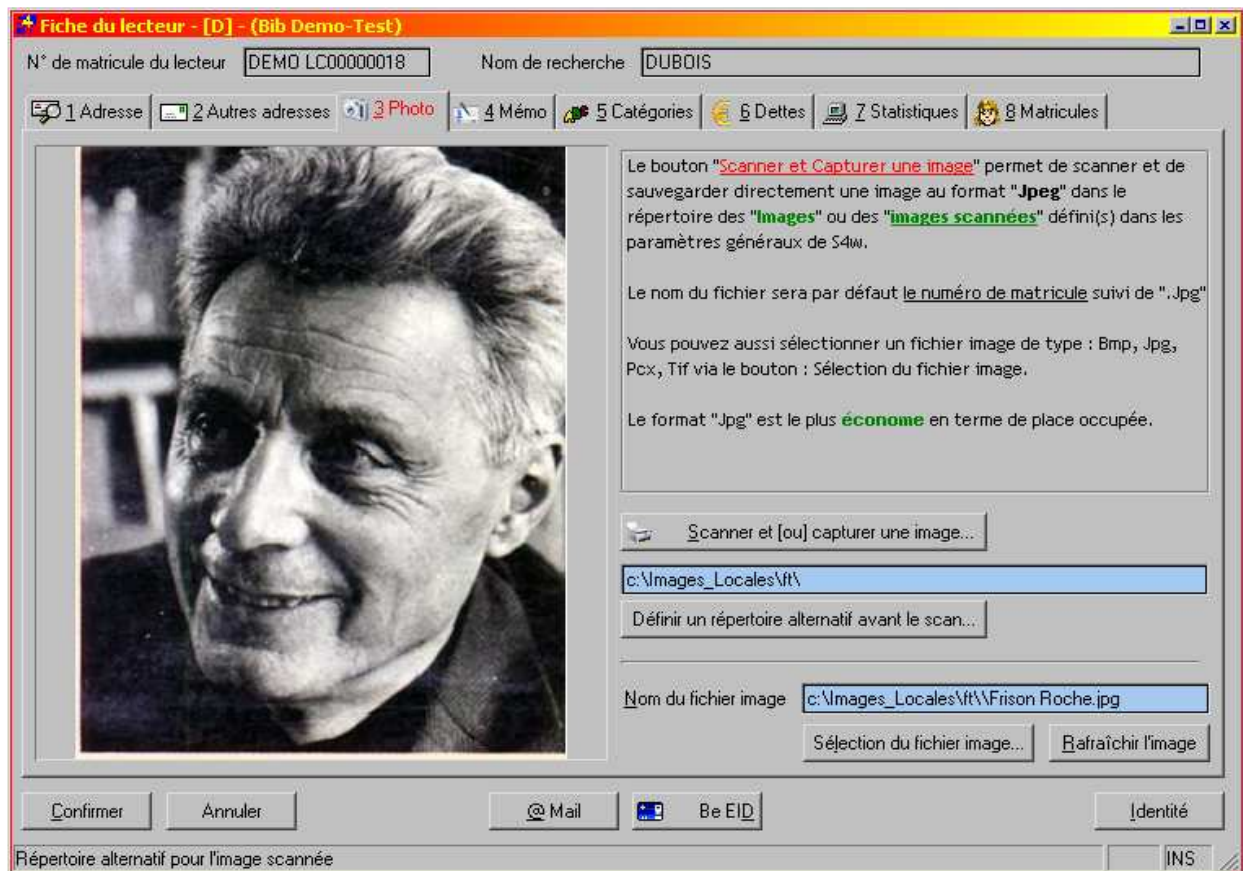 Fiche du lecteur - [D] - (Bib Demo-Test)
N° de matricule du lecteur DEMO LC00000018 Nom de recherche DUBOIS
1 Adresse 2 Autres adresses 3 Photo 4 Mémo 5 Catégories 6 Dettes 7 Statistiques 8 Matricules
Le bouton "Scanner et Capturer une image" permet de scanner et de
sauvegarder directement une image au format "Jpeg" dans le
répertoire des "Images" ou des "images scannées" défini(s) dans les
paramètres généraux de S4w.
Le nom du fichier sera par défaut le numéro de matricule suivi de ".Jpg"
Vous pouvez aussi sélectionner un fichier image de type : Bmp, Jpg,
Pcx, Tif via le bouton : Sélection du fichier image.
Le format "Jpg" est le plus économe en terme de place occupée.
Scanner et [ou] capturer une image...
c:\Images_Locales\ft\
Définir un répertoire alternatif avant le scan...
Nom du fichier image c:\Images_Locales\ft\\Frison Roche.jpg
Sélection du fichier image... Rafraîchir l'image
Confirmer Annuler @ Mail Be EID Identité
Répertoire alternatif pour l'image scannée INS